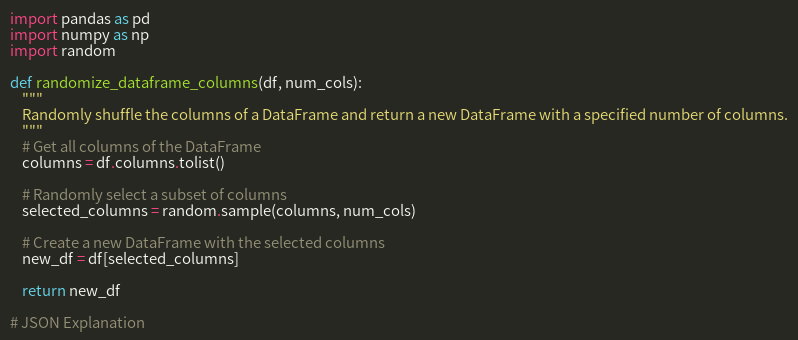 import pandas as pd
import numpy as np
import random
def randomize_dataframe_columns(df, num_cols):
"""
Randomly shuffle the columns of a DataFrame and return a new DataFrame with a specified number of columns.
"""
# Get all columns of the DataFrame
columns = df.columns.tolist()
# Randomly select a subset of columns
selected_columns = random.sample(columns, num_cols)
# Create a new DataFrame with the selected columns
new_df = df[selected_columns]
return new_df
# JSON Explanation